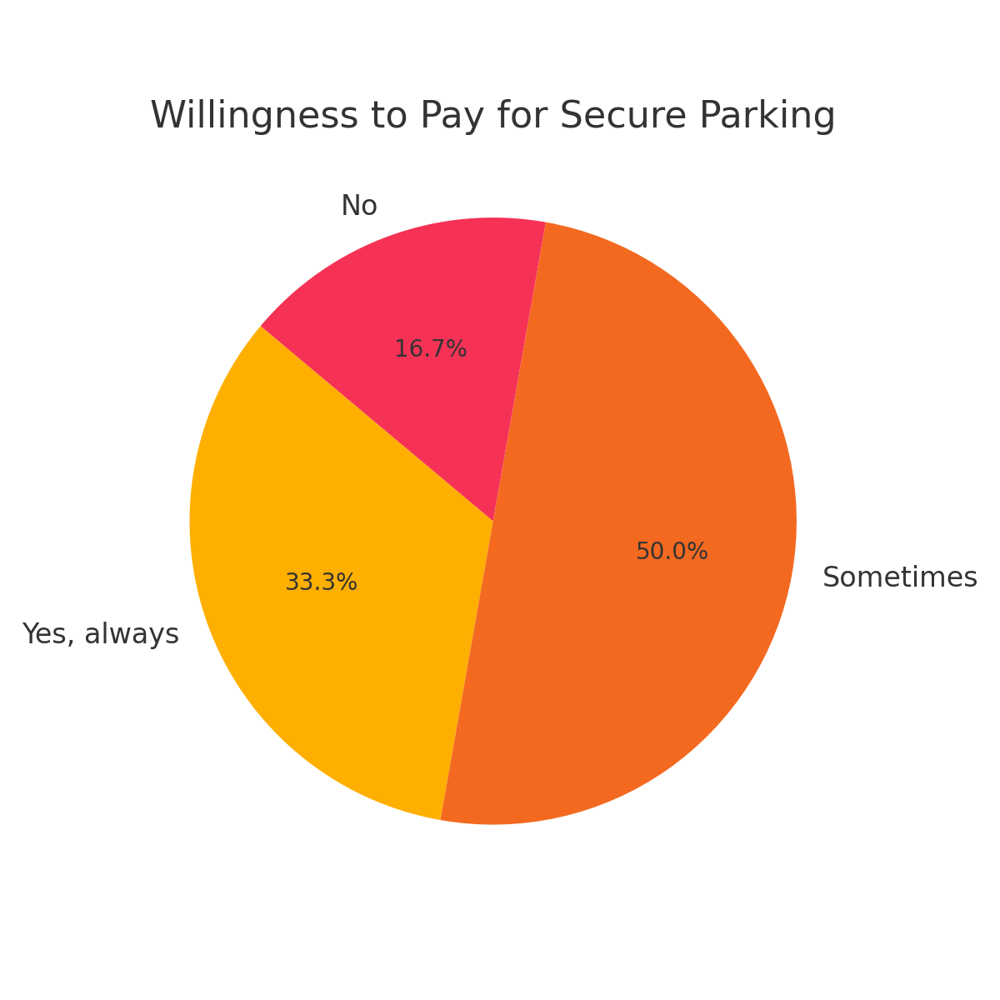 Willingness to Pay for Secure Parking
No
16.7%
50.0%
Sometimes
33.3%
Yes, always